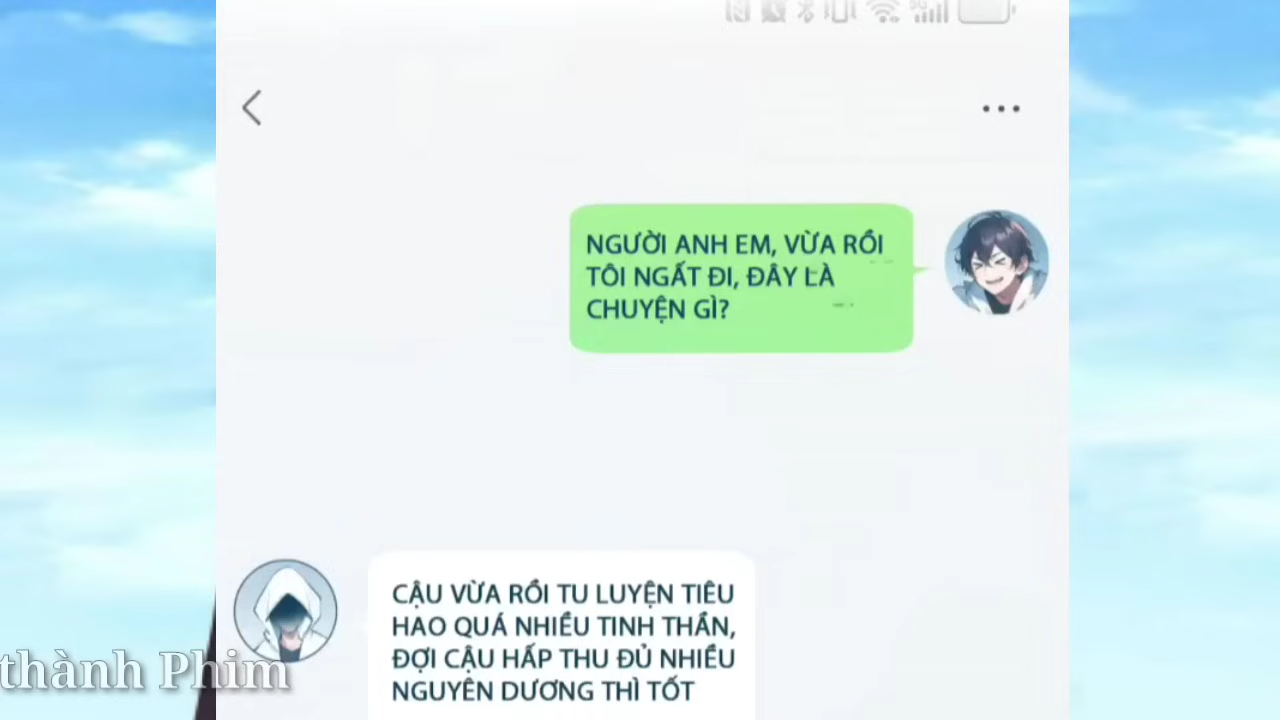 NGƯỜI ANH EM, VỪA RỒI
TÔI NGẤT ĐI, ĐÂY LÀ
CHUYỆN GÌ?
CẬU VỪA RỒI TU LUYỆN TIÊU
HAO QUÁ NHIỀU TINH THẦN,
ĐỢI CẬU HẤP THU ĐỦ NHIỀU
NGUYÊN DƯƠNG THÌ TỐT
thành Phim